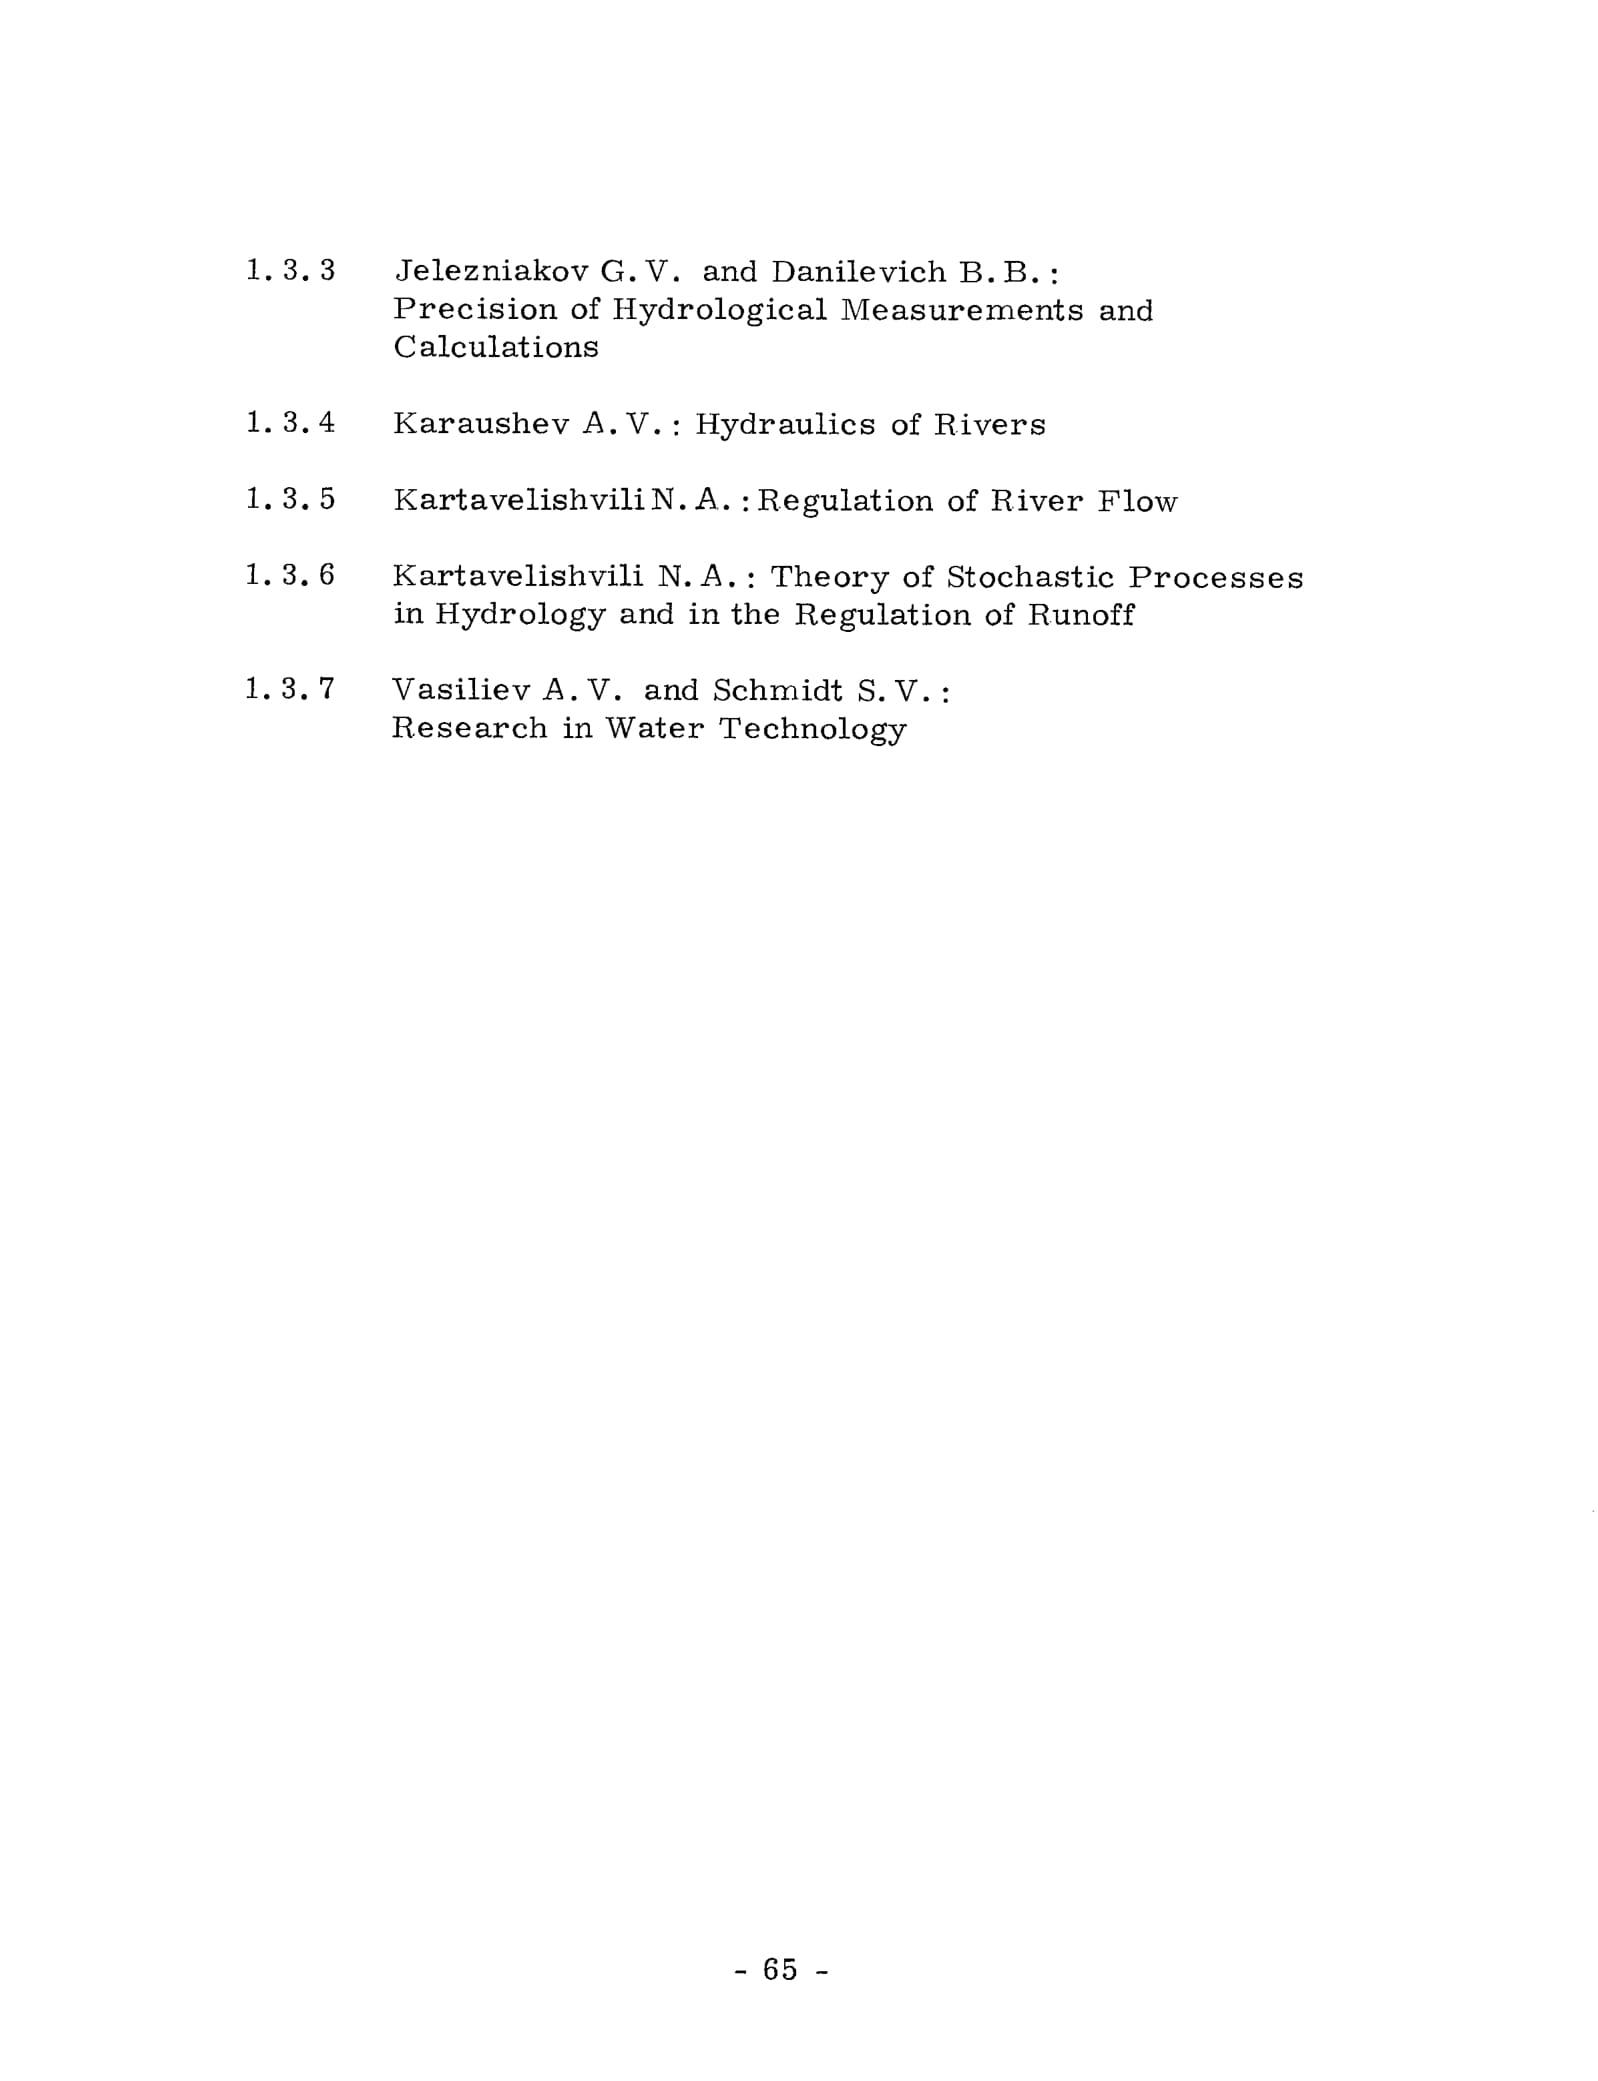 1.3.3 Jelezniakov G.V. and Danilevich B.B.:
Precision of Hydrological Measurements and
Calculations
1.3.4 Karaushev A.V.: Hydraulics of Rivers
1.3.5 Kartavelishvili N.A.: Regulation of River Flow
1.3.6 Kartavelishvili N.A.: Theory of Stochastic Processes
in Hydrology and in the Regulation of Runoff
1.3.7 Vasiliev A.V. and Schmidt S.V.:
Research in Water Technology
- 65 -